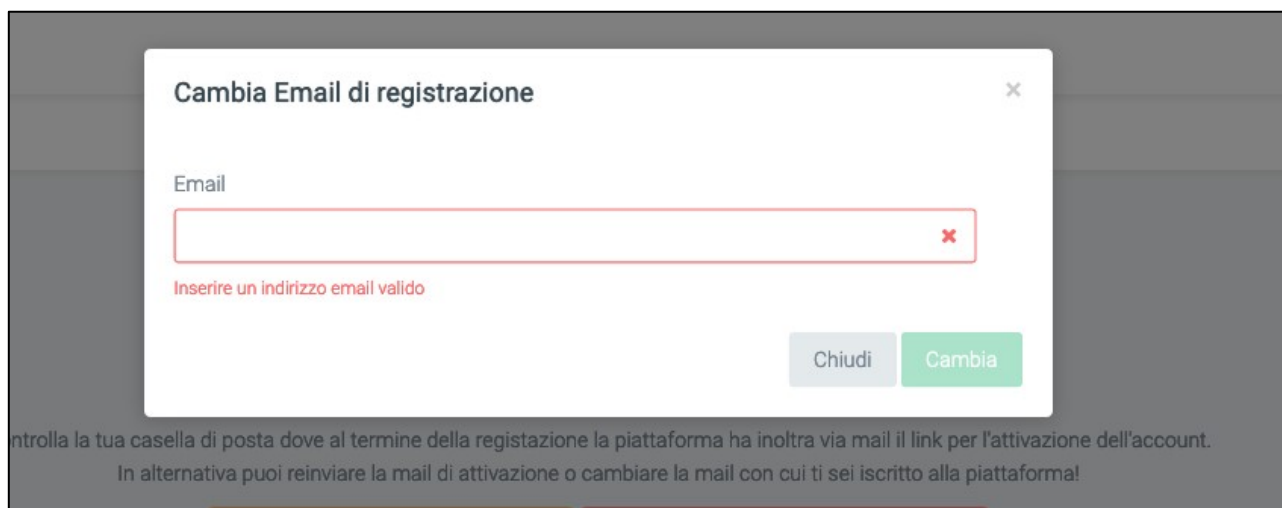 Cambia Email di registrazione
×
Email
Inserire un indirizzo email valido
Chiudi
Cambia
ntrolla la tua casella di posta dove al termine della registazione la piattaforma ha inoltra via mail il link per l'attivazione dell'account.
In alternativa puoi reinviare la mail di attivazione o cambiare la mail con cui ti sei iscritto alla piattaforma!